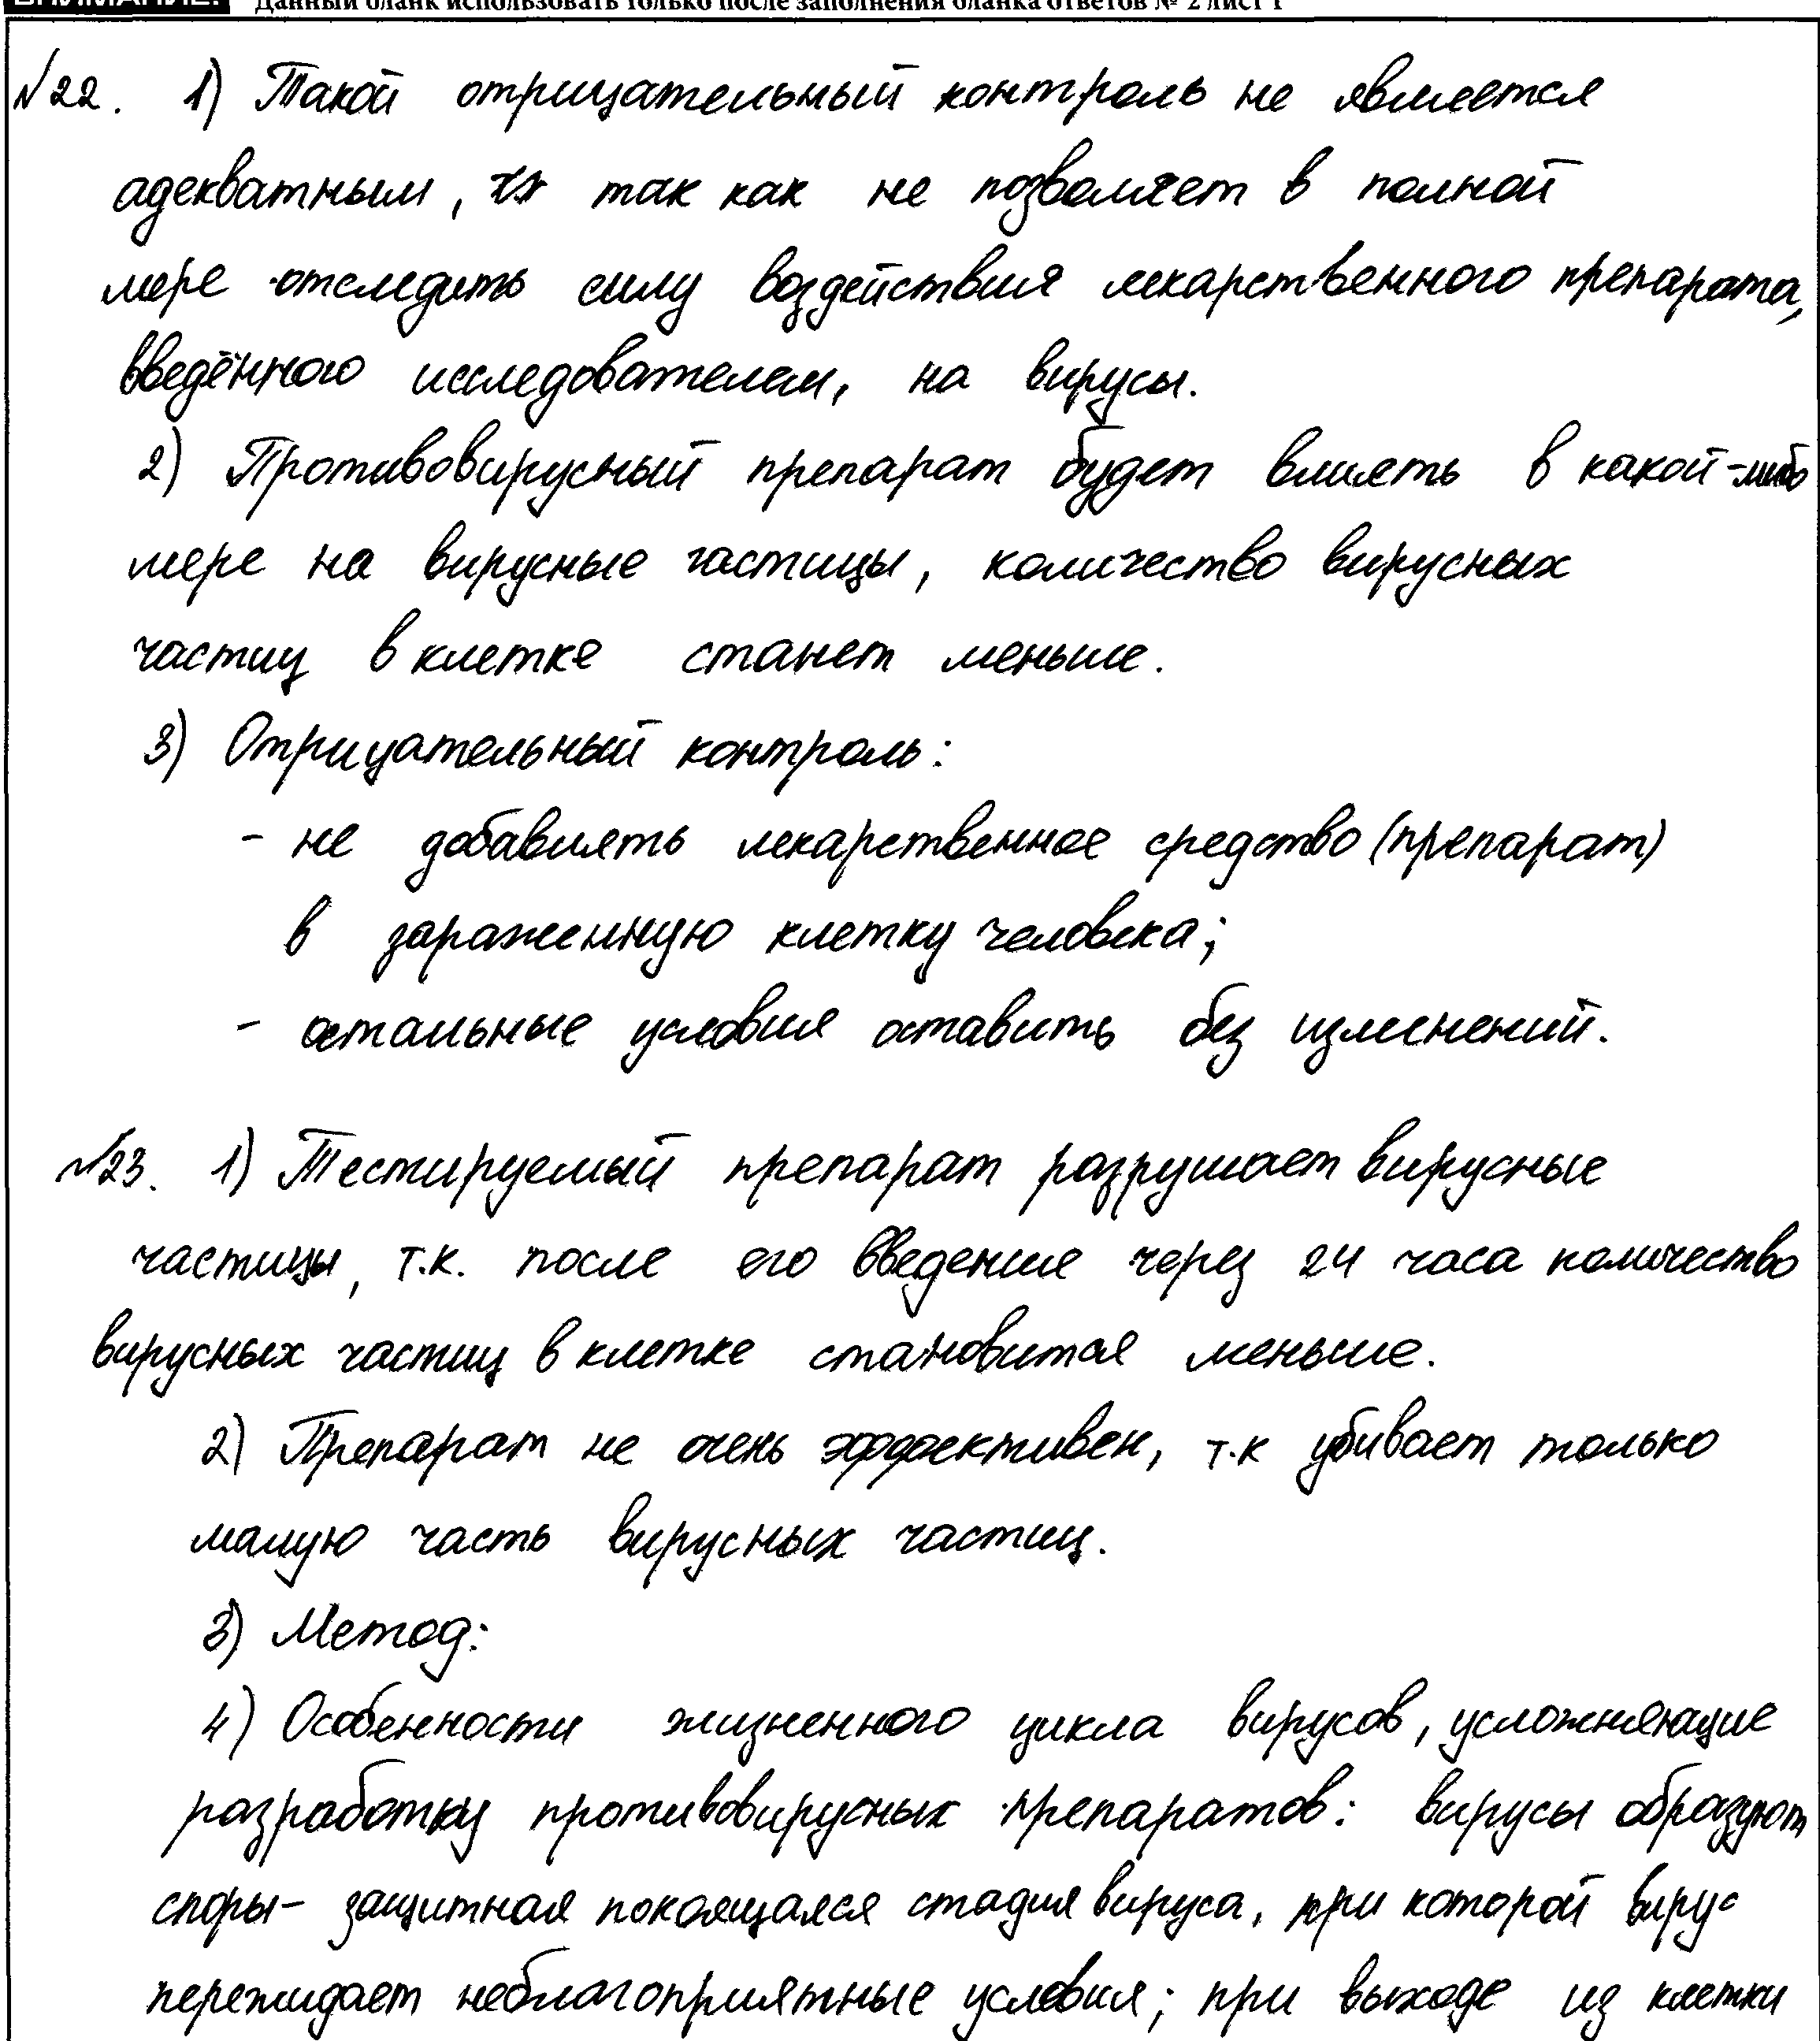 ВНИМАНИЕ! Данный бланк использовать только после заполнения бланка ответов № 2 лист 1
№22. 1) Такой отрицательный контроль не является
адекватным, так как не позволяет в полной
мере отследить силу воздействия лекарственного препарата,
введённого исследователем, на вирусы.
2) Противовирусный препарат будет влиять в какой-либо
мере на вирусные частицы, количество вирусных
частиц в клетке станет меньше.
3) Отрицательный контроль:
- не добавлять лекарственное средство (препарат)
в зараженную клетку человека;
- остальные условия оставить без изменений.
№23. 1) Тестируемый препарат разрушает вирусные
частицы, т.к. после его введение через 24 часа количество
вирусных частиц в клетке становится меньше.
2) Препарат не очень эффективен, т.к убивает только
малую часть вирусных частиц.
3) Метод:
4) Особенности жизненного цикла вирусов, усложняющие
разработку противовирусных препаратов: вирусы образуют
споры- защитная покоящаяся стадия вируса, при которой вирус
пережидает неблагоприятные условия; при выходе из клетки